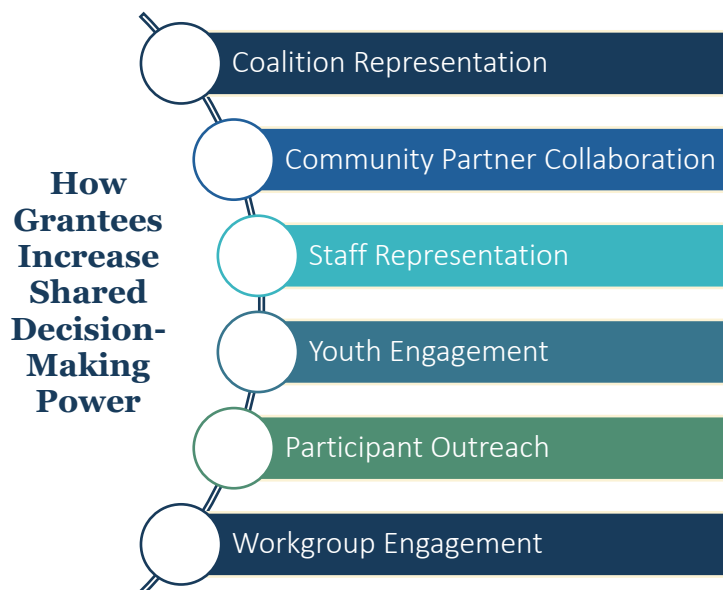 How
Grantees
Increase
Shared
Decision-
Making
Power
Coalition Representation
Community Partner Collaboration
Staff Representation
Youth Engagement
Participant Outreach
Workgroup Engagement